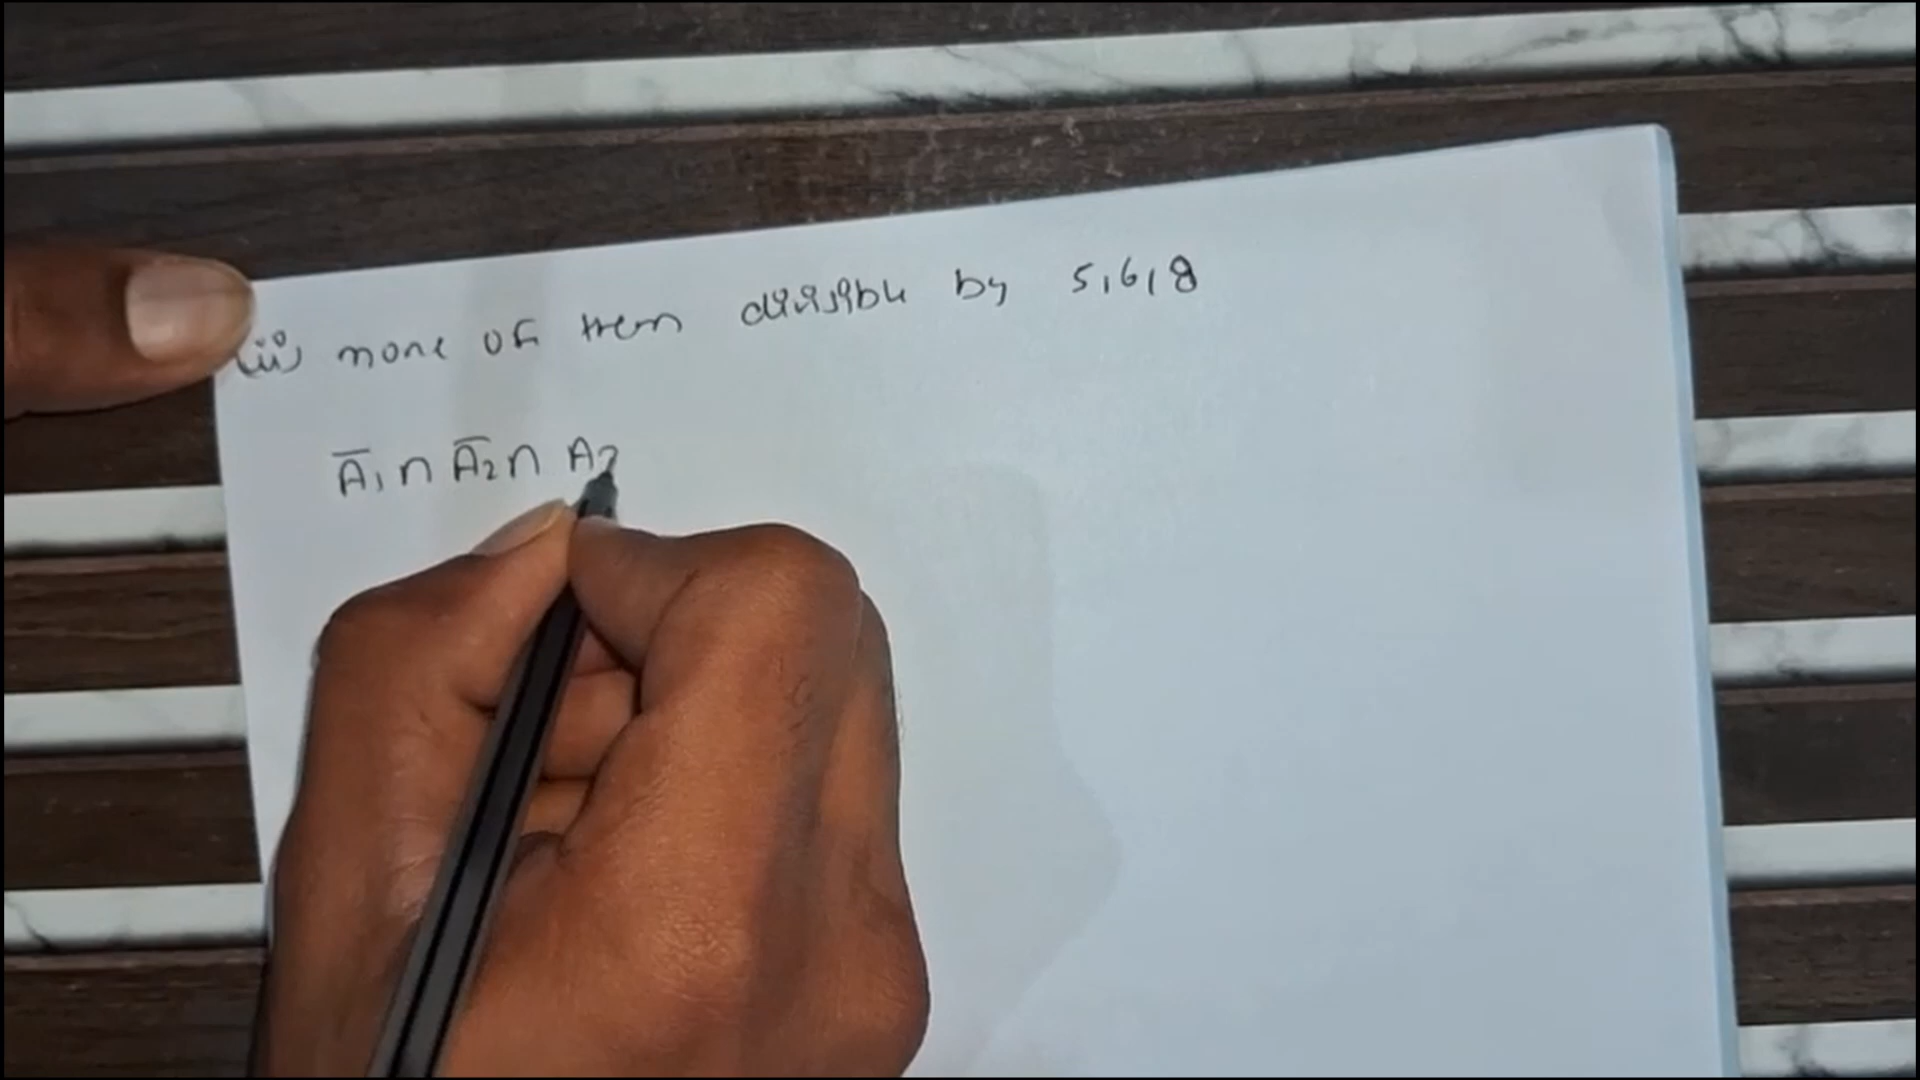 (iii) none of them divisible by 5,6,8
A̅₁ ∩ A̅₂ ∩ A₃